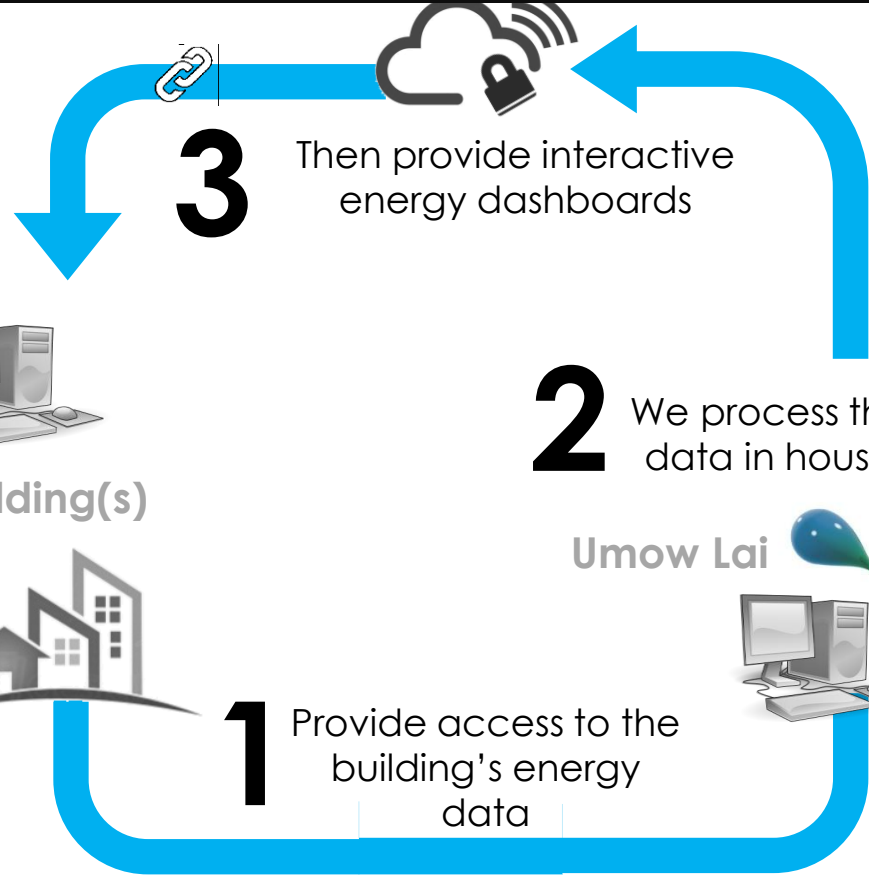 3
Then provide interactive
energy dashboards
2
We process th
data in hous
lding(s)
Umow Lai
1
Provide access to the
building’s energy
data